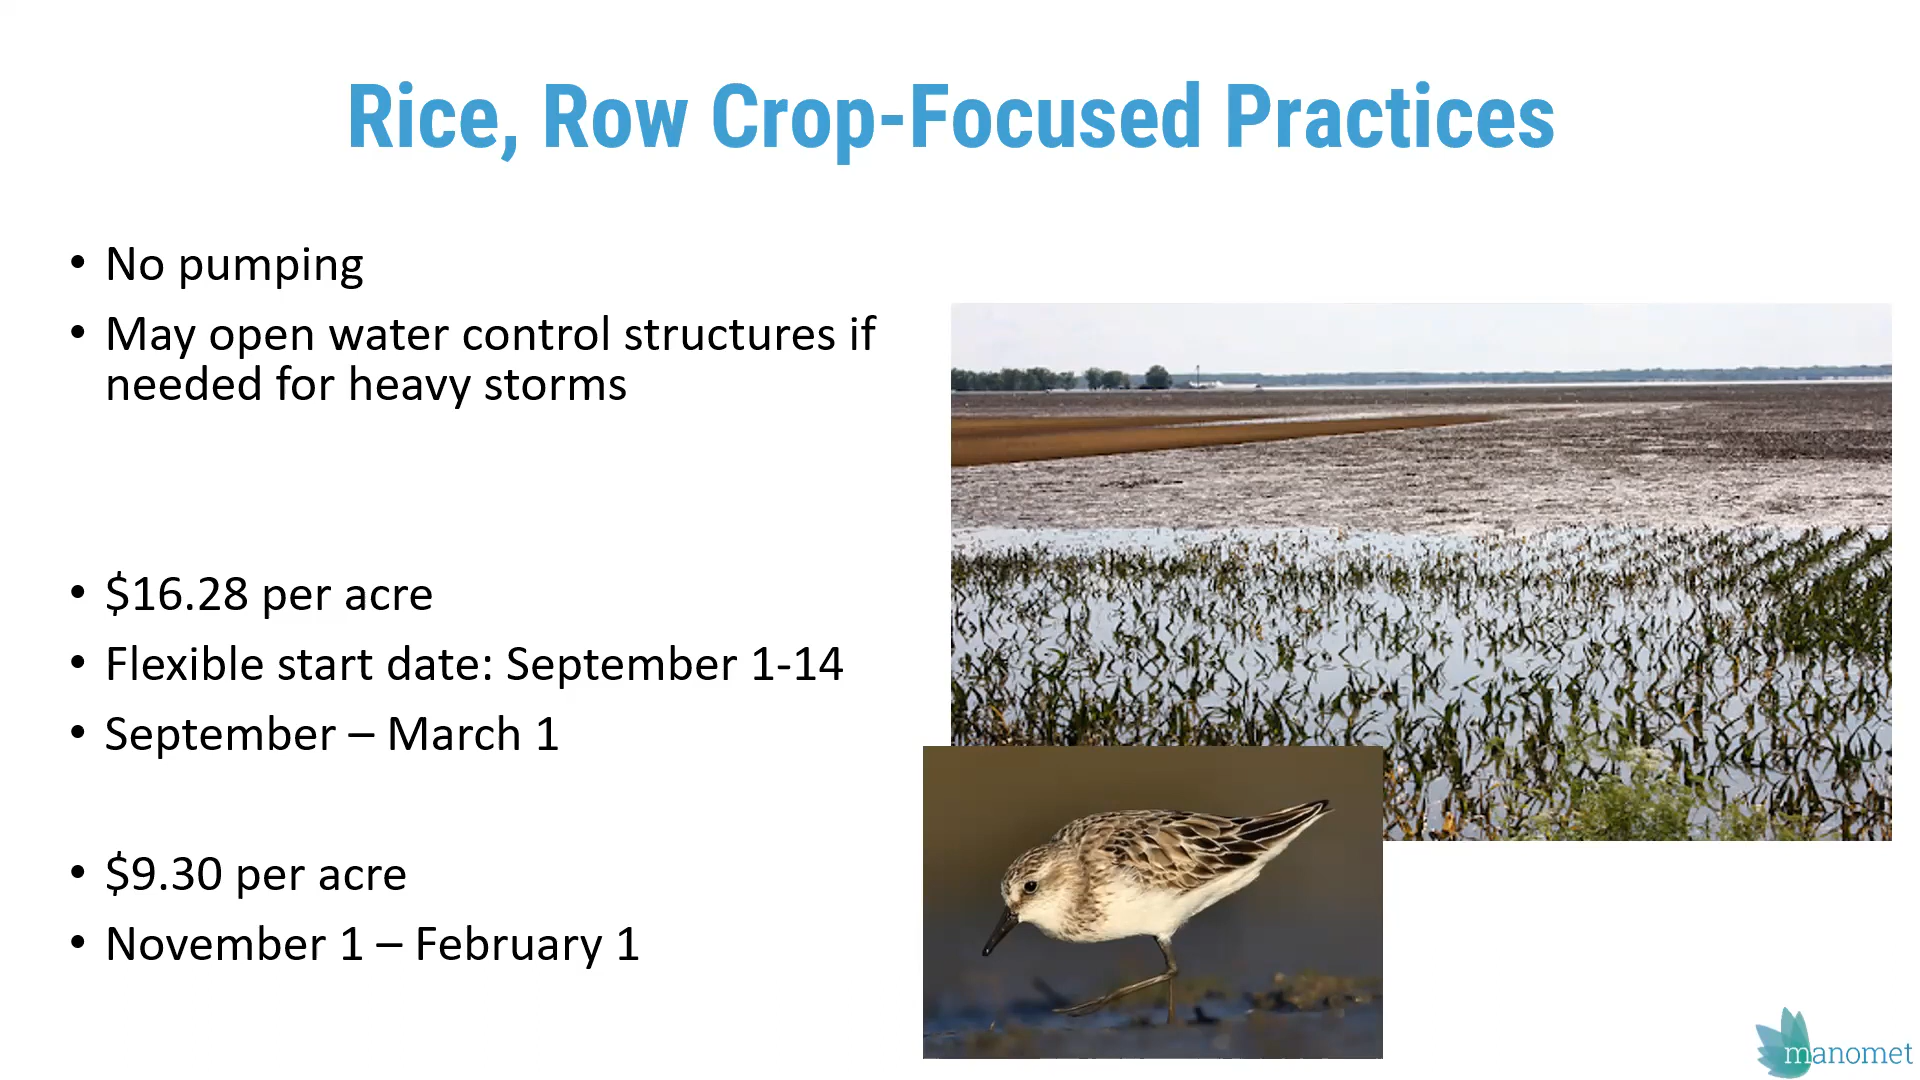 Rice, Row Crop-Focused Practices
• No pumping
• May open water control structures if
needed for heavy storms
• $16.28 per acre
• Flexible start date: September 1-14
• September – March 1
• $9.30 per acre
• November 1 – February 1
manomet